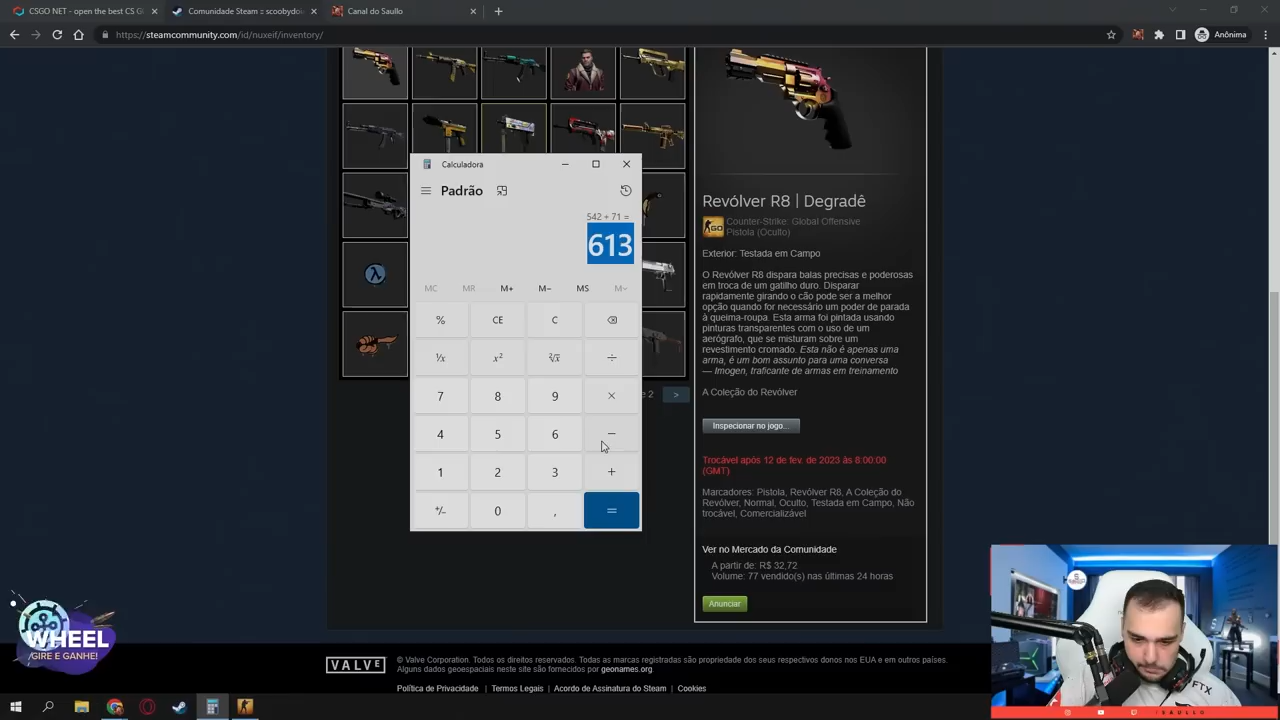 CSGO NET - open the best CS
Comunidade Steam :: scoobydoi
Canal do Saullo
https://steamcommunity.com/id/nuxeif/inventory/
Anônima
Calculadora
Padrão
542 + 71 =
613
MC MR M+ M- MS M
% CE C
¹/x x² ²√x ÷
7 8 9 ×
4 5 6 −
1 2 3 +
+/- 0 , =
e 2 >
Revólver R8 | Degradê
GO
Counter-Strike: Global Offensive
Pistola (Oculto)
Exterior: Testada em Campo
O Revólver R8 dispara balas precisas e poderosas
em troca de um gatilho duro. Disparar
rapidamente girando o cão pode ser a melhor
opção quando for necessário um poder de parada
à queima-roupa. Esta arma foi pintada usando
pinturas transparentes com o uso de um
aerógrafo, que se misturam sobre um
revestimento cromado. Esta não é apenas uma
arma, é um bom assunto para uma conversa
— Imogen, traficante de armas em treinamento
A Coleção do Revólver
Inspecionar no jogo...
Trocável após 12 de fev. de 2023 às 8:00:00
(GMT)
Marcadores: Pistola, Revólver R8, A Coleção do
Revólver, Normal, Oculto, Testada em Campo, Não
trocável, Comercializável
Ver no Mercado da Comunidade
A partir de: R$ 32,72
Volume: 77 vendido(s) nas últimas 24 horas
Anunciar
WHEEL
/GIRE E GANHE!
VALVE
© Valve Corporation. Todos os direitos reservados. Todas as marcas registradas são propriedade dos seus respectivos donos nos EUA e em outros países.
Alguns dados geoespaciais neste site são fornecidos por geonames.org.
Política de Privacidade | Termos Legais | Acordo de Assinatura do Steam | Cookies
FTX